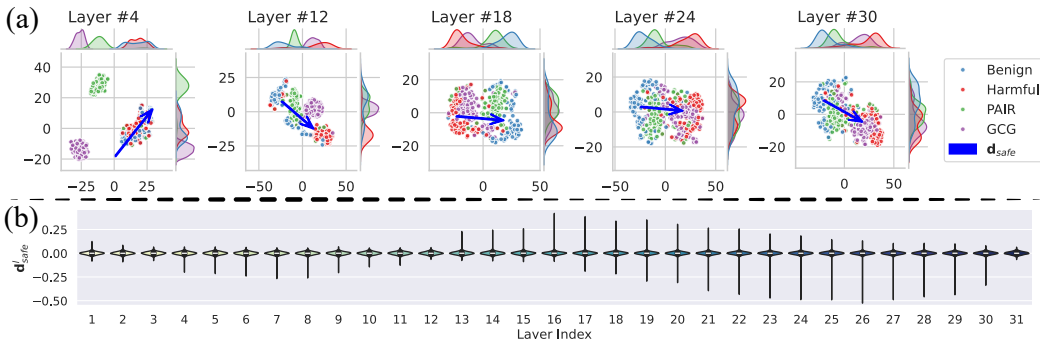 (a)
Layer #4
Layer #12
Layer #18
Layer #24
Layer #30
40
20
0
−20
−25 0 25
25
0
−25
−50 0 50
20
0
−20
0 50
20
0
−20
0 50
20
0
−20
0 50
Benign
Harmful
PAIR
GCG
d_safe
(b)
d^l_safe
0.25
0.00
−0.25
−0.50
1 2 3 4 5 6 7 8 9 10 11 12 13 14 15 16 17 18 19 20 21 22 23 24 25 26 27 28 29 30 31
Layer Index